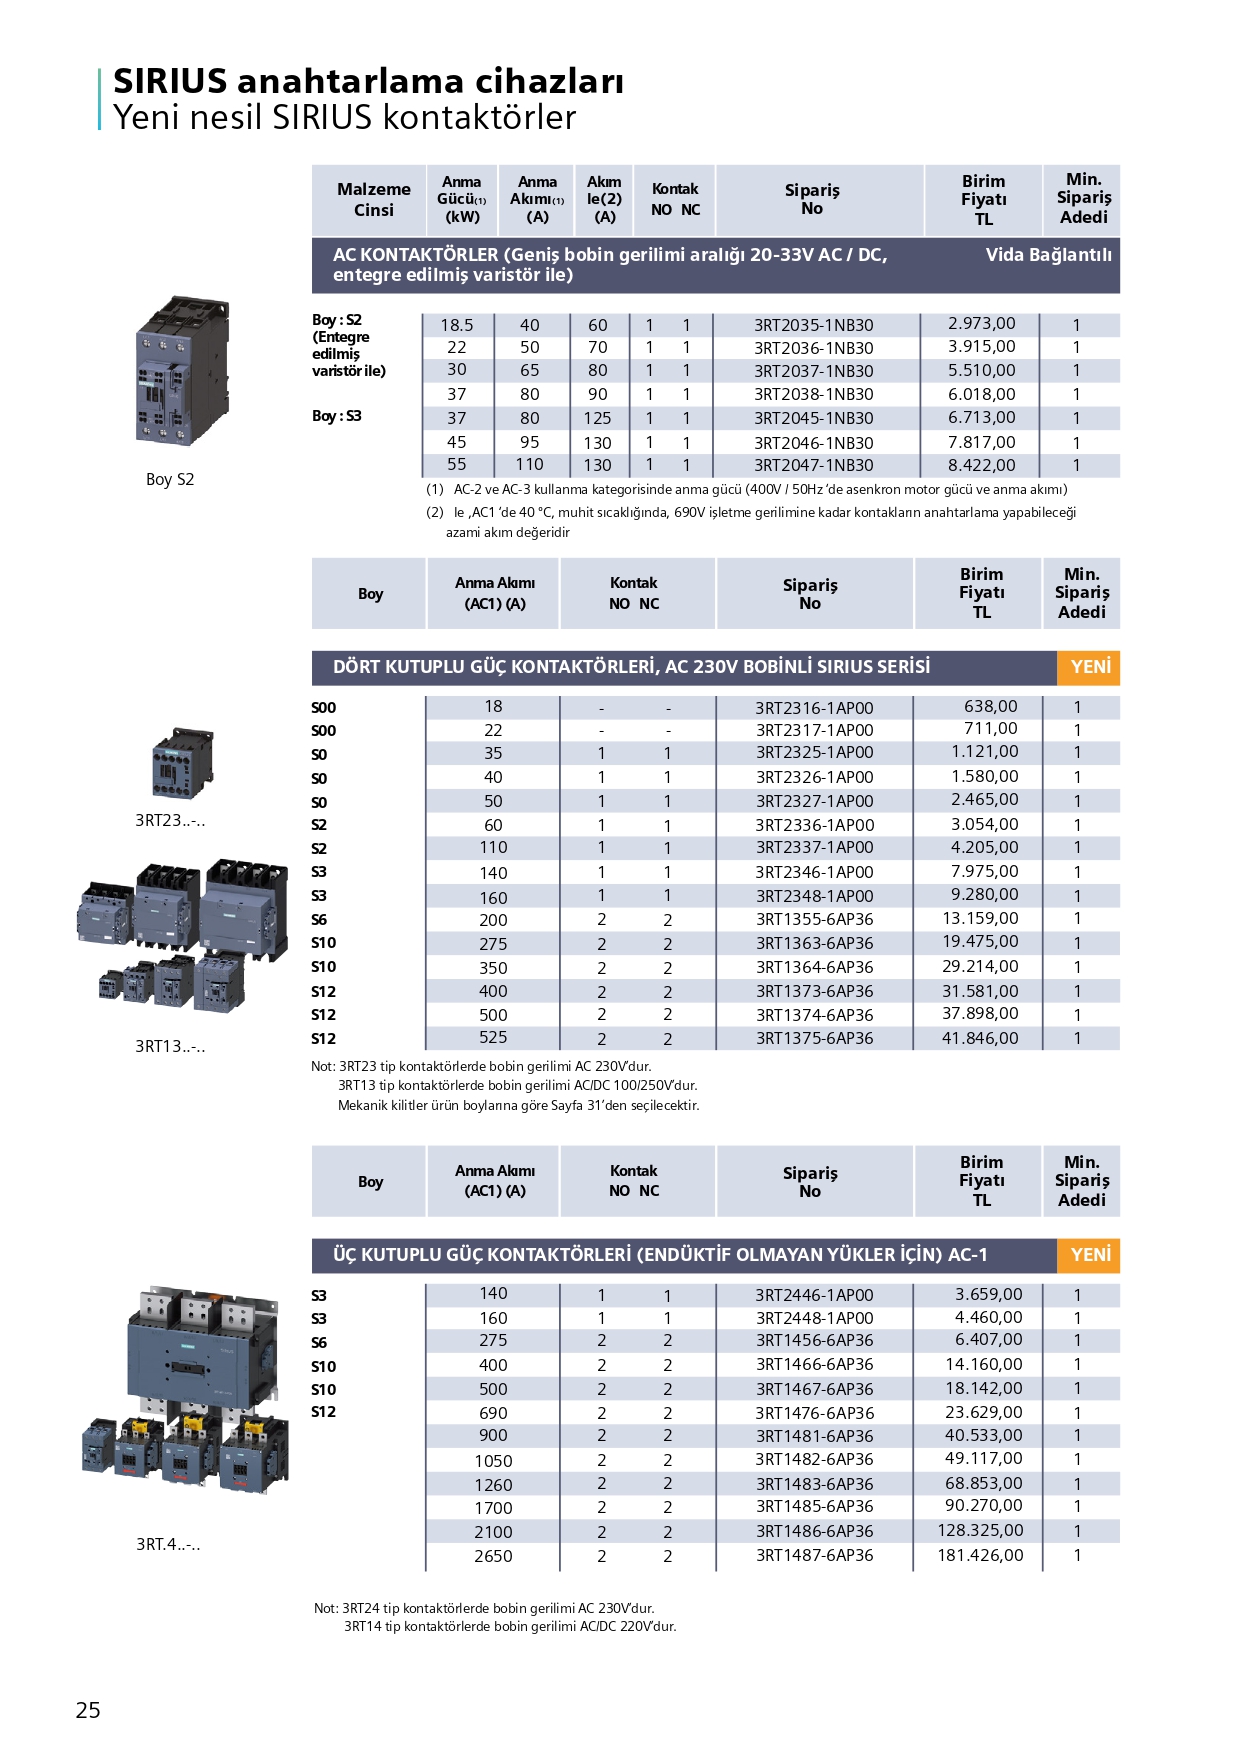 SIRIUS anahtarlama cihazları
Yeni nesil SIRIUS kontaktörler
Malzeme Cinsi | Anma Gücü(1) (kW) | Anma Akımı(1) (A) | Akım Ie(2) (A) | Kontak NO NC | Sipariş No | Birim Fiyatı TL | Min. Sipariş Adedi
AC KONTAKTÖRLER (Geniş bobin gerilimi aralığı 20-33V AC / DC, Vida Bağlantılı
entegre edilmiş varistör ile)
Boy : S2
(Entegre
edilmiş
varistör ile)
18.5 40 60 1 1 3RT2035-1NB30 2.973,00 1
22 50 70 1 1 3RT2036-1NB30 3.915,00 1
30 65 80 1 1 3RT2037-1NB30 5.510,00 1
37 80 90 1 1 3RT2038-1NB30 6.018,00 1
Boy : S3 37 80 125 1 1 3RT2045-1NB30 6.713,00 1
45 95 130 1 1 3RT2046-1NB30 7.817,00 1
55 110 130 1 1 3RT2047-1NB30 8.422,00 1
Boy S2
(1) AC-2 ve AC-3 kullanma kategorisinde anma gücü (400V / 50Hz ‘de asenkron motor gücü ve anma akımı)
(2) Ie ,AC1 ‘de 40 °C, muhit sıcaklığında, 690V işletme gerilimine kadar kontakların anahtarlama yapabileceği
azami akım değeridir
Boy | Anma Akımı (AC1) (A) | Kontak NO NC | Sipariş No | Birim Fiyatı TL | Min. Sipariş Adedi
DÖRT KUTUPLU GÜÇ KONTAKTÖRLERİ, AC 230V BOBİNLİ SIRIUS SERİSİ YENİ
S00 18 - - 3RT2316-1AP00 638,00 1
S00 22 - - 3RT2317-1AP00 711,00 1
S0 35 1 1 3RT2325-1AP00 1.121,00 1
S0 40 1 1 3RT2326-1AP00 1.580,00 1
S0 50 1 1 3RT2327-1AP00 2.465,00 1
S2 60 1 1 3RT2336-1AP00 3.054,00 1
S2 110 1 1 3RT2337-1AP00 4.205,00 1
S3 140 1 1 3RT2346-1AP00 7.975,00 1
S3 160 1 1 3RT2348-1AP00 9.280,00 1
S6 200 2 2 3RT1355-6AP36 13.159,00 1
S10 275 2 2 3RT1363-6AP36 19.475,00 1
S10 350 2 2 3RT1364-6AP36 29.214,00 1
S12 400 2 2 3RT1373-6AP36 31.581,00 1
S12 500 2 2 3RT1374-6AP36 37.898,00 1
S12 525 2 2 3RT1375-6AP36 41.846,00 1
3RT23..-..
3RT13..-..
Not: 3RT23 tip kontaktörlerde bobin gerilimi AC 230V’dur.
3RT13 tip kontaktörlerde bobin gerilimi AC/DC 100/250V’dur.
Mekanik kilitler ürün boylarına göre Sayfa 31’den seçilecektir.
Boy | Anma Akımı (AC1) (A) | Kontak NO NC | Sipariş No | Birim Fiyatı TL | Min. Sipariş Adedi
ÜÇ KUTUPLU GÜÇ KONTAKTÖRLERİ (ENDÜKTİF OLMAYAN YÜKLER İÇİN) AC-1 YENİ
S3 140 1 1 3RT2446-1AP00 3.659,00 1
S3 160 1 1 3RT2448-1AP00 4.460,00 1
S6 275 2 2 3RT1456-6AP36 6.407,00 1
S10 400 2 2 3RT1466-6AP36 14.160,00 1
S10 500 2 2 3RT1467-6AP36 18.142,00 1
S12 690 2 2 3RT1476-6AP36 23.629,00 1
900 2 2 3RT1481-6AP36 40.533,00 1
1050 2 2 3RT1482-6AP36 49.117,00 1
1260 2 2 3RT1483-6AP36 68.853,00 1
1700 2 2 3RT1485-6AP36 90.270,00 1
2100 2 2 3RT1486-6AP36 128.325,00 1
2650 2 2 3RT1487-6AP36 181.426,00 1
3RT.4..-..
Not: 3RT24 tip kontaktörlerde bobin gerilimi AC 230V’dur.
3RT14 tip kontaktörlerde bobin gerilimi AC/DC 220V’dur.
25